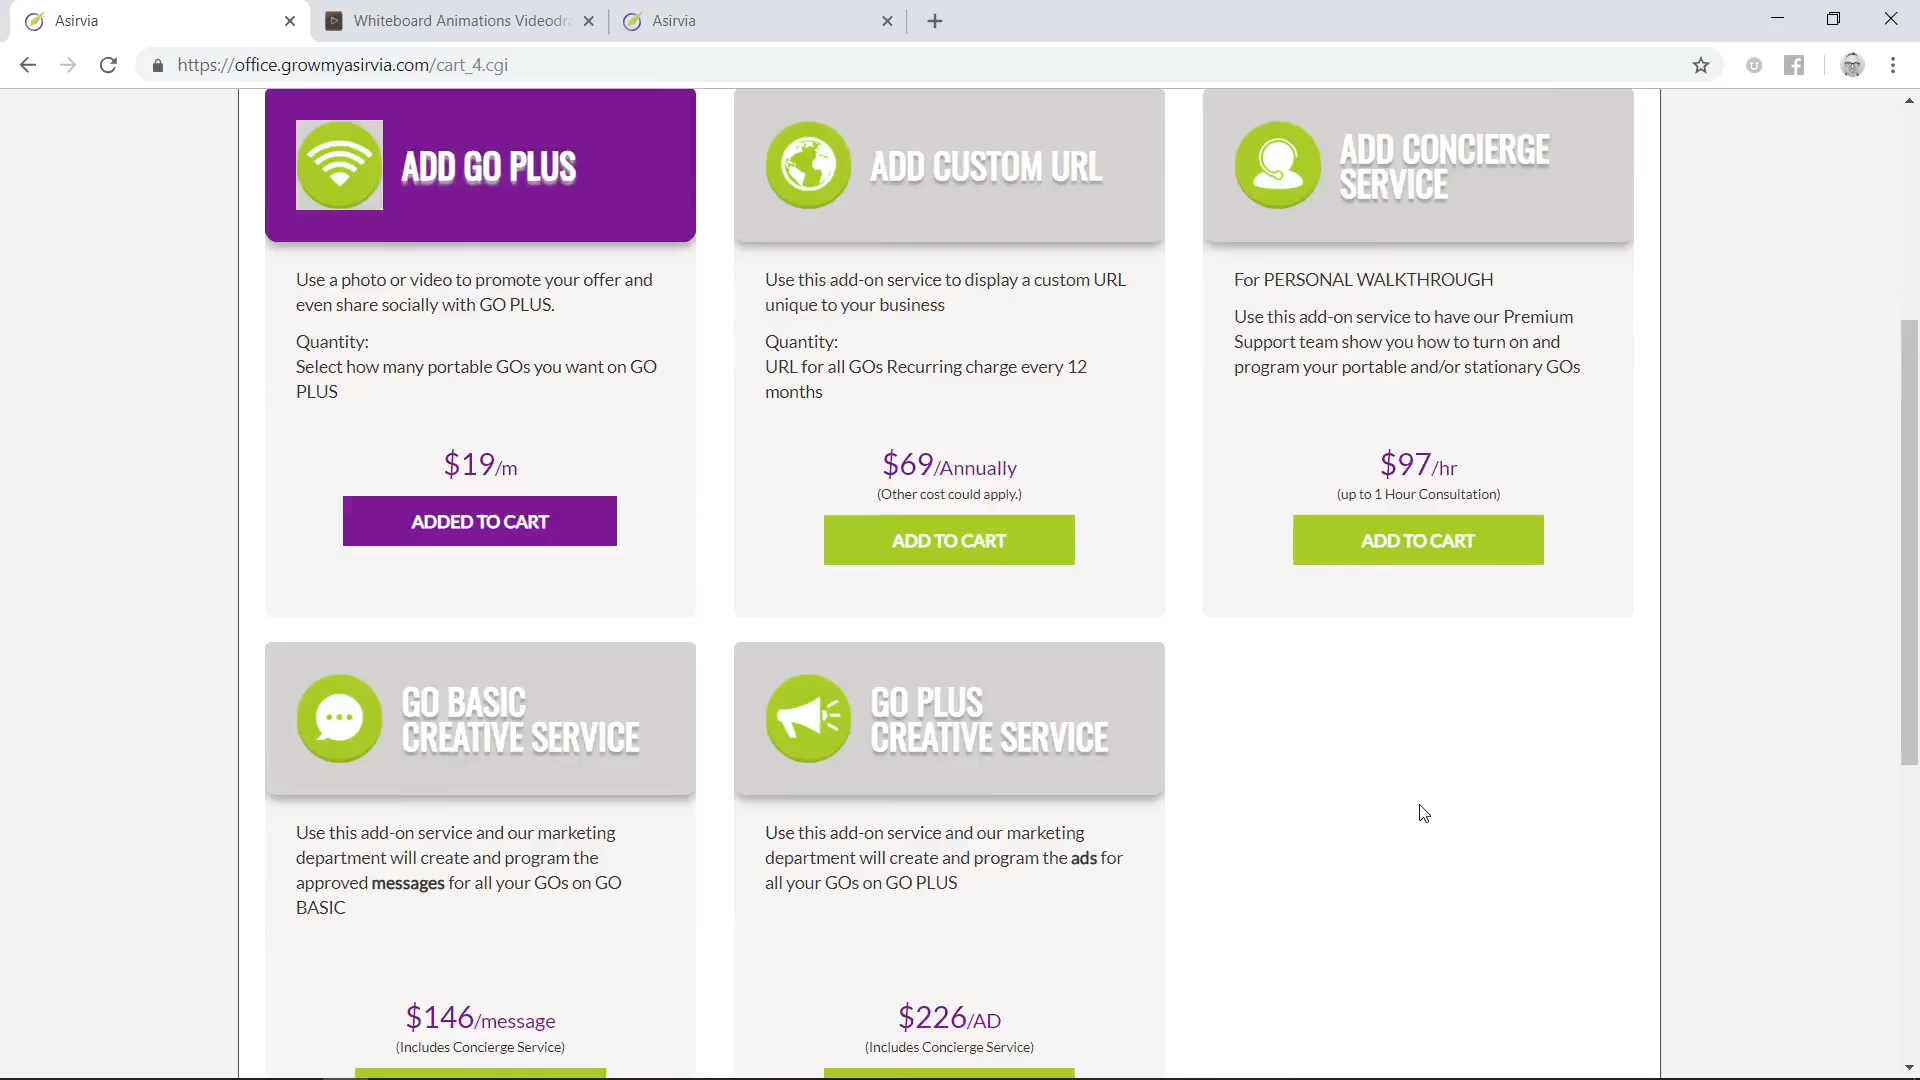 Asirvia
Whiteboard Animations Videodra
Asirvia
https://office.growmyasirvia.com/cart_4.cgi
ADD GO PLUS
Use a photo or video to promote your offer and
even share socially with GO PLUS.
Quantity:
Select how many portable GOs you want on GO
PLUS
$19/m
ADDED TO CART
ADD CUSTOM URL
Use this add-on service to display a custom URL
unique to your business
Quantity:
URL for all GOs Recurring charge every 12
months
$69/Annually
(Other cost could apply.)
ADD TO CART
ADD CONCIERGE
SERVICE
For PERSONAL WALKTHROUGH
Use this add-on service to have our Premium
Support team show you how to turn on and
program your portable and/or stationary GOs
$97/hr
(up to 1 Hour Consultation)
ADD TO CART
GO BASIC
CREATIVE SERVICE
Use this add-on service and our marketing
department will create and program the
approved messages for all your GOs on GO
BASIC
$146/message
(Includes Concierge Service)
GO PLUS
CREATIVE SERVICE
Use this add-on service and our marketing
department will create and program the ads for
all your GOs on GO PLUS
$226/AD
(Includes Concierge Service)